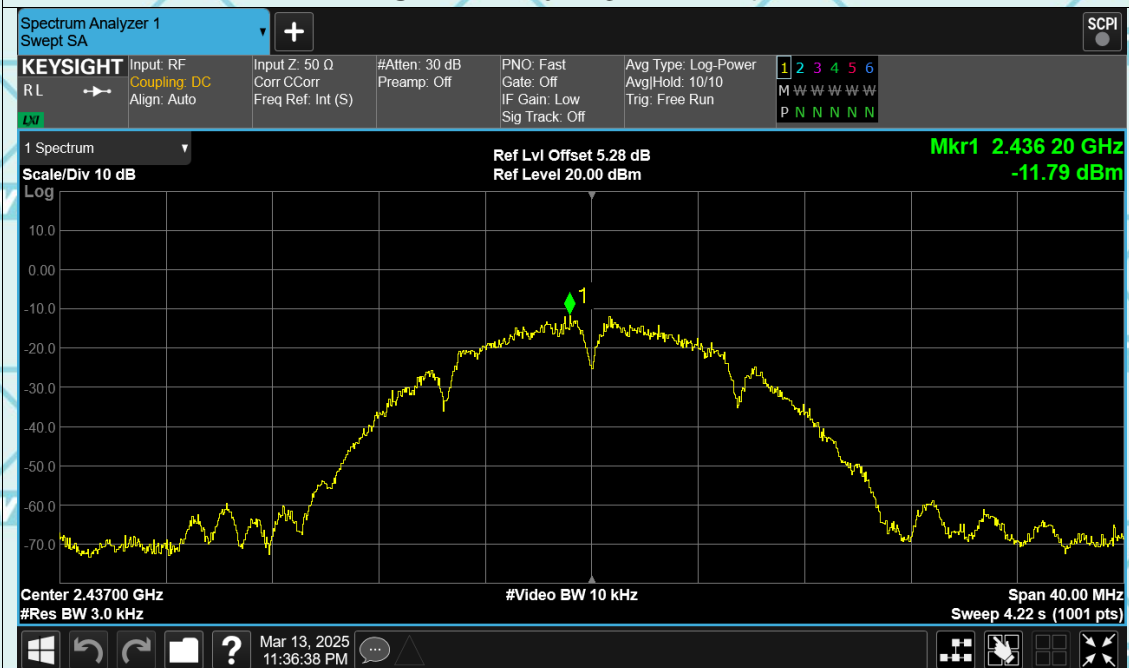 Spectrum Analyzer 1
Swept SA
+
SCPI
KEYSIGHT
RL
LXI
Input: RF
Coupling: DC
Align: Auto
Input Z: 50 Ω
Corr CCorr
Freq Ref: Int (S)
#Atten: 30 dB
Preamp: Off
PNO: Fast
Gate: Off
IF Gain: Low
Sig Track: Off
Avg Type: Log-Power
Avg|Hold: 10/10
Trig: Free Run
1 2 3 4 5 6
M W W W W W
P N N N N N
1 Spectrum
Scale/Div 10 dB
Ref Lvl Offset 5.28 dB
Ref Level 20.00 dBm
Mkr1 2.436 20 GHz
-11.79 dBm
Log
10.0
0.00
-10.0
-20.0
-30.0
-40.0
-50.0
-60.0
-70.0
1
Center 2.43700 GHz
#Res BW 3.0 kHz
#Video BW 10 kHz
Span 40.00 MHz
Sweep 4.22 s (1001 pts)
?
Mar 13, 2025
11:36:38 PM